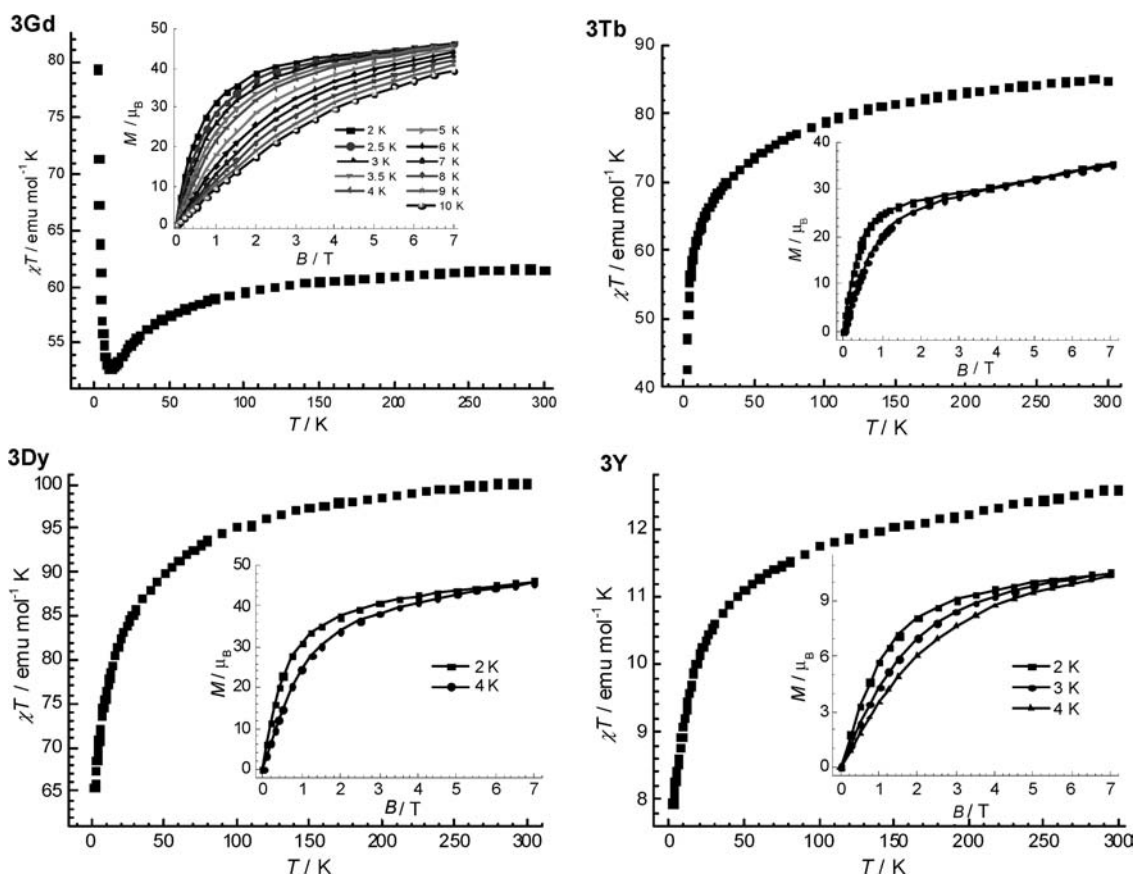 3Gd
χT / emu mol⁻¹ K
80
75
70
65
60
55
0 50 100 150 200 250 300
T / K
M / μB
50
40
30
20
10
0
0 1 2 3 4 5 6 7
B / T
2 K
2.5 K
3 K
3.5 K
4 K
5 K
6 K
7 K
8 K
9 K
10 K
3Tb
χT / emu mol⁻¹ K
90
80
70
60
50
40
0 50 100 150 200 250 300
T / K
M / μB
40
30
20
10
0
0 1 2 3 4 5 6 7
B / T
3Dy
χT / emu mol⁻¹ K
100
95
90
85
80
75
70
65
0 50 100 150 200 250 300
T / K
M / μB
50
40
30
20
10
0
0 1 2 3 4 5 6 7
B / T
2 K
4 K
3Y
χT / emu mol⁻¹ K
12
11
10
9
8
0 50 100 150 200 250 300
T / K
M / μB
9
6
3
0
0 1 2 3 4 5 6 7
B / T
2 K
3 K
4 K